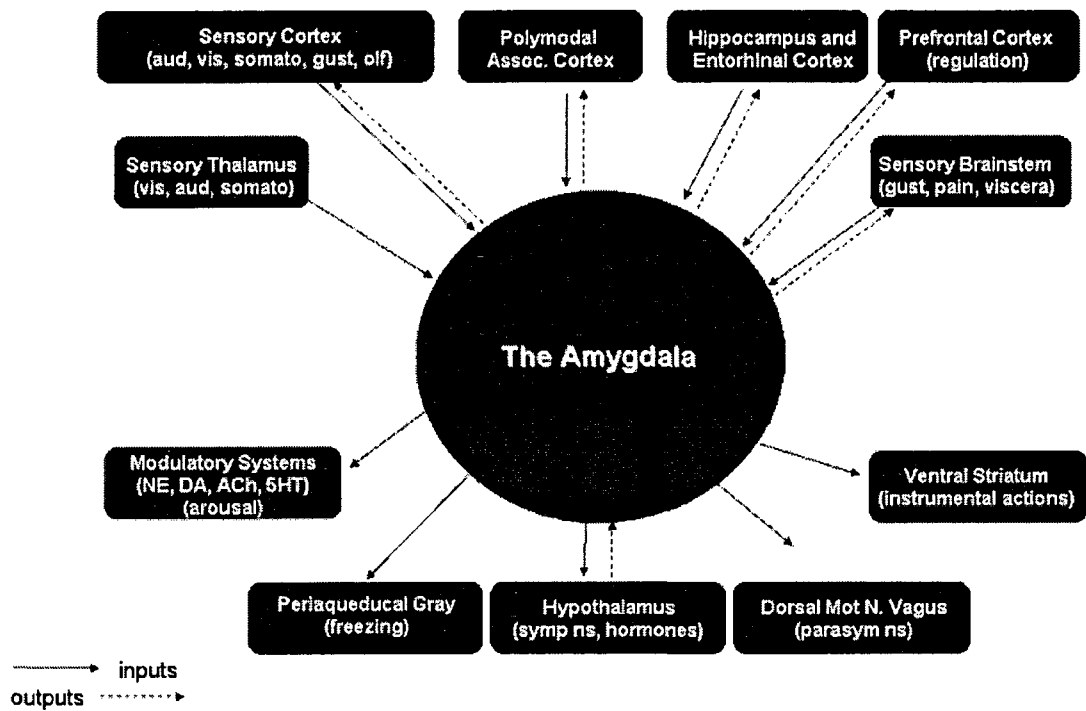 Sensory Cortex
(aud, vis, somato, gust, olf)
Polymodal
Assoc. Cortex
Hippocampus and
Entorhinal Cortex
Prefrontal Cortex
(regulation)
Sensory Thalamus
(vis, aud, somato)
Sensory Brainstem
(gust, pain, viscera)
The Amygdala
Modulatory Systems
(NE, DA, ACh, 5HT)
(arousal)
Ventral Striatum
(instrumental actions)
Periaqueducal Gray
(freezing)
Hypothalamus
(symp ns, hormones)
Dorsal Mot N. Vagus
(parasym ns)
inputs
outputs